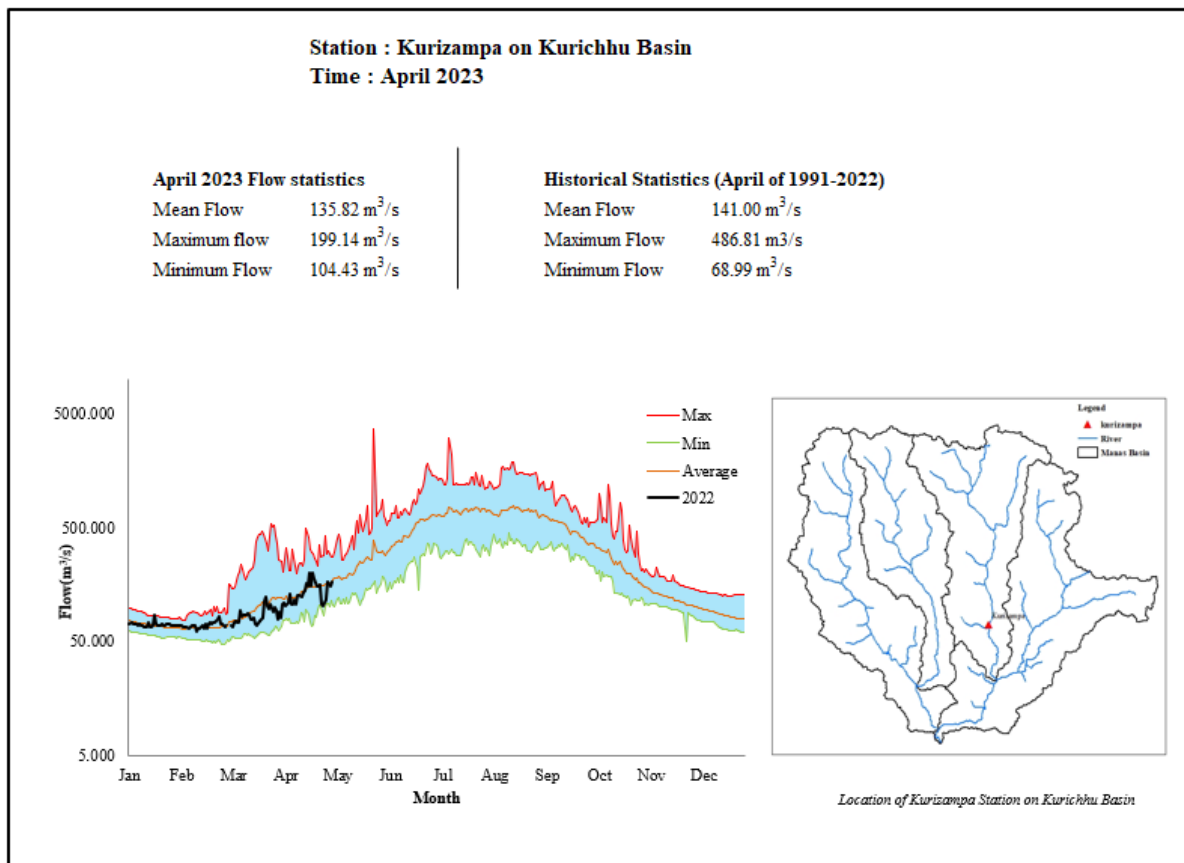 Station : Kurizampa on Kurichhu Basin
Time : April 2023
April 2023 Flow statistics
Mean Flow 135.82 m³/s
Maximum flow 199.14 m³/s
Minimum Flow 104.43 m³/s
Historical Statistics (April of 1991-2022)
Mean Flow 141.00 m³/s
Maximum Flow 486.81 m3/s
Minimum Flow 68.99 m³/s
5000.000
500.000
50.000
5.000
Flow(m³/s)
Jan Feb Mar Apr May Jun Jul Aug Sep Oct Nov Dec
Month
Max
Min
Average
2022
Legend
kurizampa
River
Manas Basin
Kurizampa
Location of Kurizampa Station on Kurichhu Basin